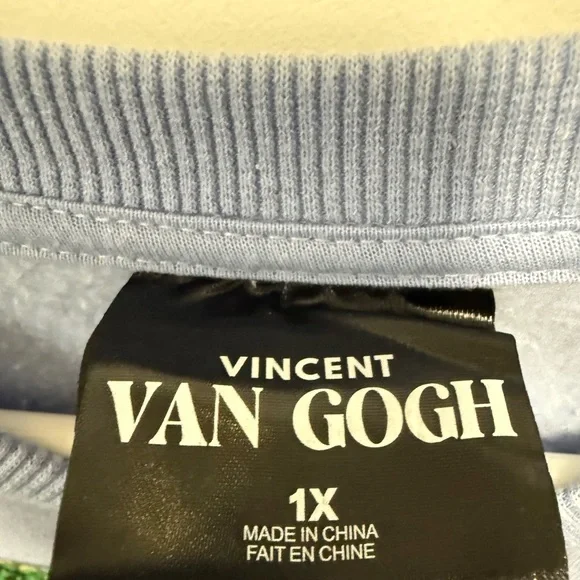 VINCENT
VAN GOGH
1X
MADE IN CHINA
FAIT EN CHINE